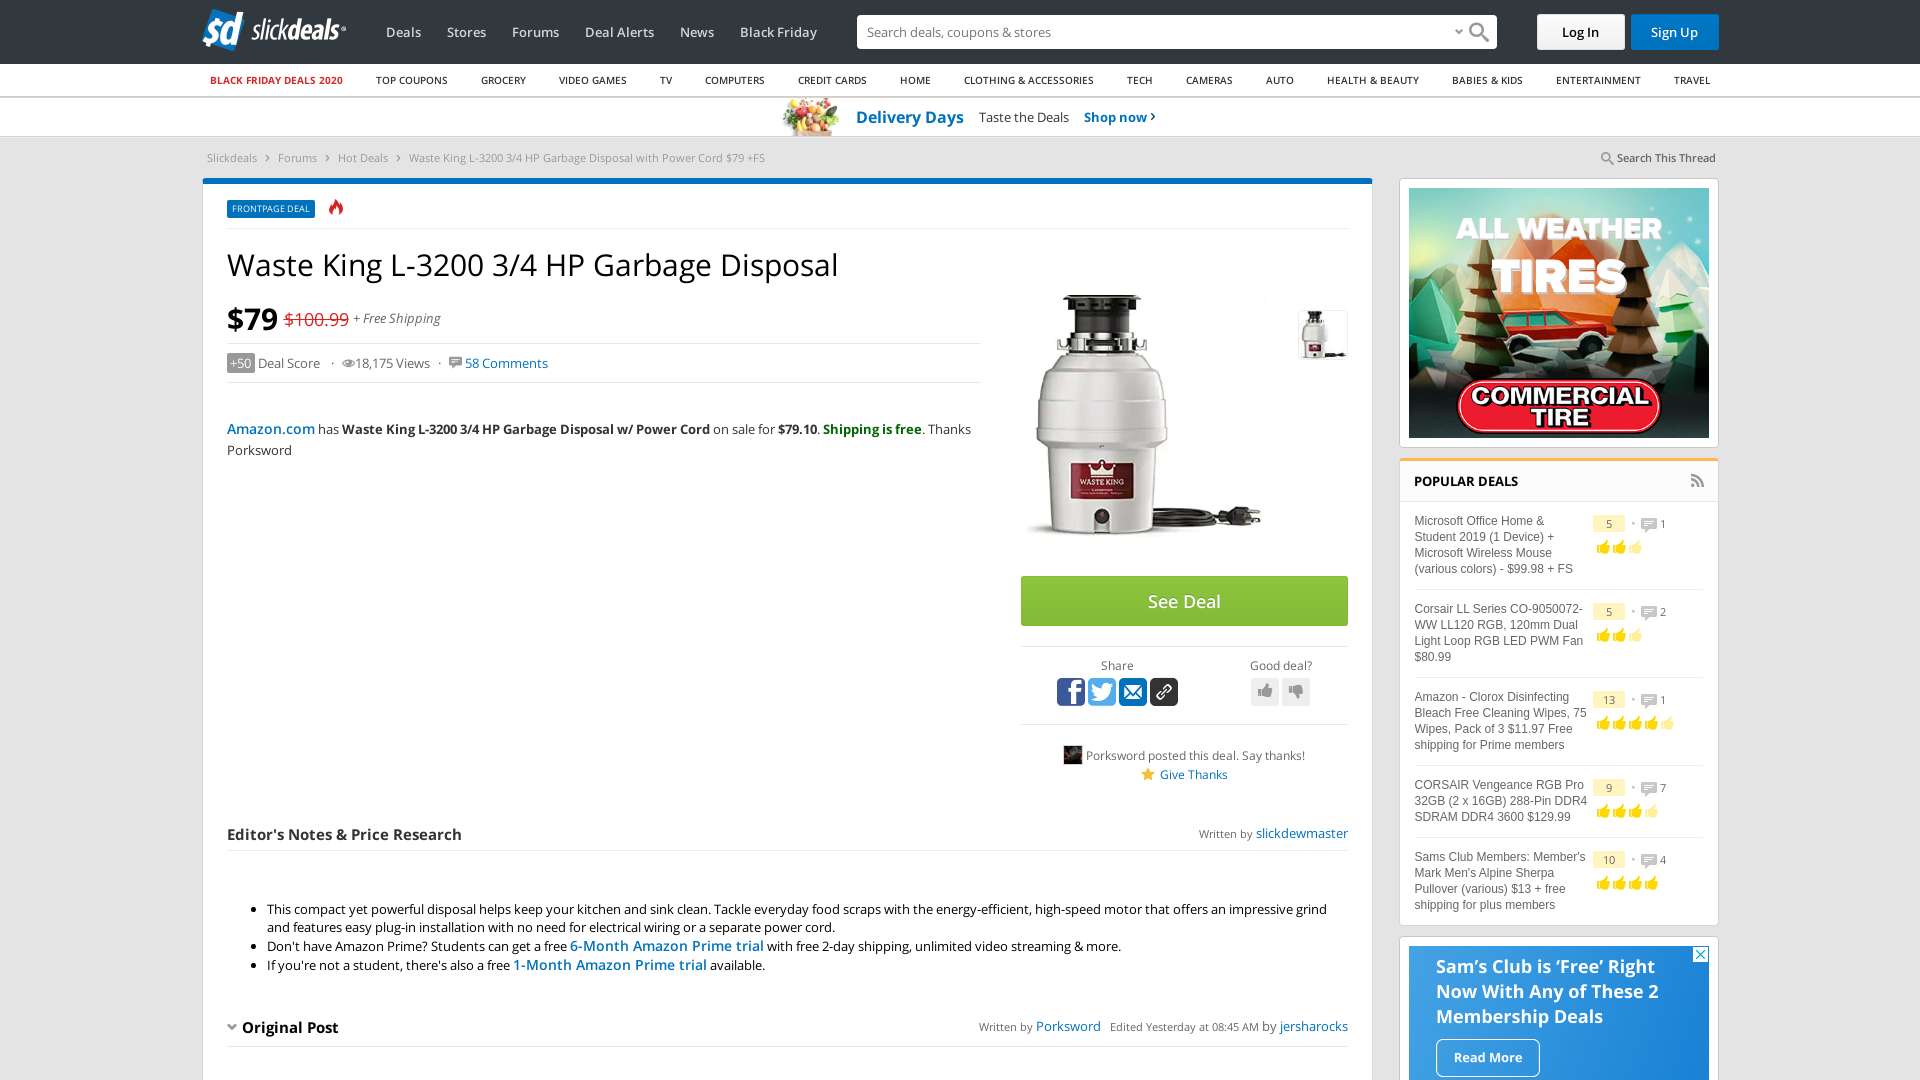 slickdeals
Deals
Stores
Forums
Deal Alerts
News
Black Friday
Search deals, coupons & stores
Log In
Sign Up
BLACK FRIDAY DEALS 2020
TOP COUPONS
GROCERY
VIDEO GAMES
TV
COMPUTERS
CREDIT CARDS
HOME
CLOTHING & ACCESSORIES
TECH
CAMERAS
AUTO
HEALTH & BEAUTY
BABIES & KIDS
ENTERTAINMENT
TRAVEL
Delivery Days Taste the Deals Shop now
Slickdeals > Forums > Hot Deals > Waste King L-3200 3/4 HP Garbage Disposal with Power Cord $79 +FS
Search This Thread
FRONTPAGE DEAL
Waste King L-3200 3/4 HP Garbage Disposal
$79 $100.99 + Free Shipping
+50 Deal Score · 18,175 Views · 58 Comments
Amazon.com has Waste King L-3200 3/4 HP Garbage Disposal w/ Power Cord on sale for $79.10. Shipping is free. Thanks
Porksword
WASTE KING
See Deal
Share
Good deal?
Porksword posted this deal. Say thanks!
Give Thanks
Editor's Notes & Price Research
Written by slickdewmaster
• This compact yet powerful disposal helps keep your kitchen and sink clean. Tackle everyday food scraps with the energy-efficient, high-speed motor that offers an impressive grind
and features easy plug-in installation with no need for electrical wiring or a separate power cord.
• Don't have Amazon Prime? Students can get a free 6-Month Amazon Prime trial with free 2-day shipping, unlimited video streaming & more.
• If you're not a student, there's also a free 1-Month Amazon Prime trial available.
Original Post
Written by Porksword Edited Yesterday at 08:45 AM by jersharocks
ALL WEATHER
TIRES
COMMERCIAL
TIRE
POPULAR DEALS
Microsoft Office Home &
Student 2019 (1 Device) +
Microsoft Wireless Mouse
(various colors) - $99.98 + FS
5 • 1
Corsair LL Series CO-9050072-
WW LL120 RGB, 120mm Dual
Light Loop RGB LED PWM Fan
$80.99
5 • 2
Amazon - Clorox Disinfecting
Bleach Free Cleaning Wipes, 75
Wipes, Pack of 3 $11.97 Free
shipping for Prime members
13 • 1
CORSAIR Vengeance RGB Pro
32GB (2 x 16GB) 288-Pin DDR4
SDRAM DDR4 3600 $129.99
9 • 7
Sams Club Members: Member's
Mark Men's Alpine Sherpa
Pullover (various) $13 + free
shipping for plus members
10 • 4
Sam's Club is 'Free' Right
Now With Any of These 2
Membership Deals
Read More